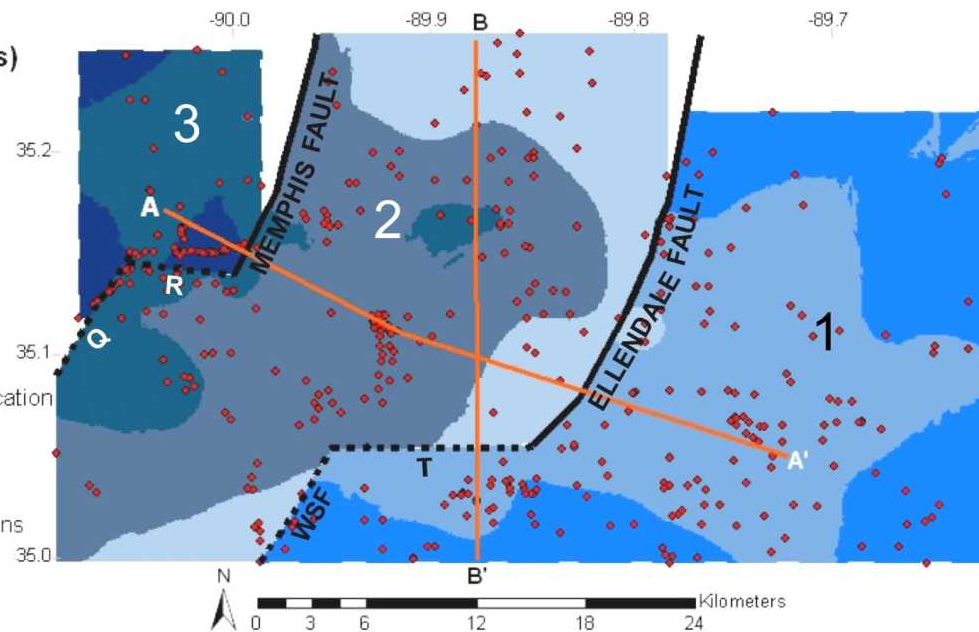 -90.0 -89.9 B -89.8 -89.7
s)
3
35.2
A
MEMPHIS FAULT
2
ELLENDALE FAULT
R
Q
1
35.1
cation
A'
T
WSF
ns
35.0
N
B'
Kilometers
0 3 6 12 18 24